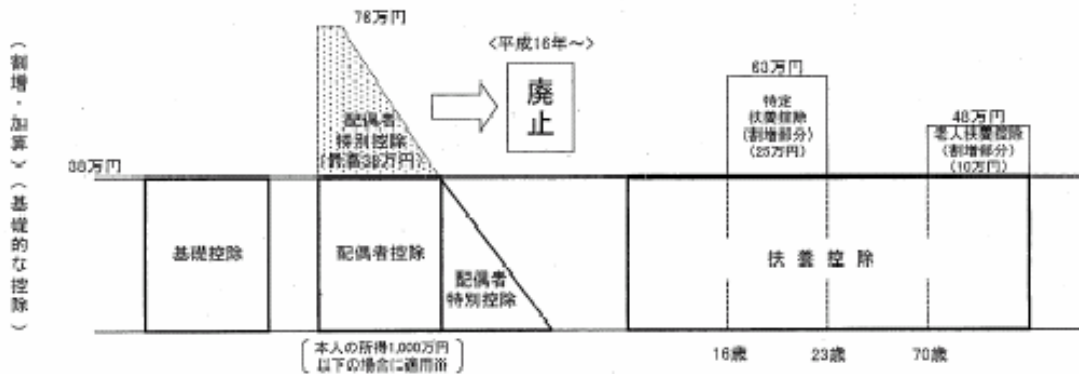 76万円
<平成16年~>
廃止
63万円
特定
扶養控除
(割増部分)
(25万円)
48万円
老人扶養控除
(割増部分)
(10万円)
配偶者
特別控除
(最高38万円)
(割増・加算)(基礎的な控除)
38万円
基礎控除
配偶者控除
配偶者
特別控除
扶養控除
本人の所得1,000万円
以下の場合に適用※
16歳
23歳
70歳